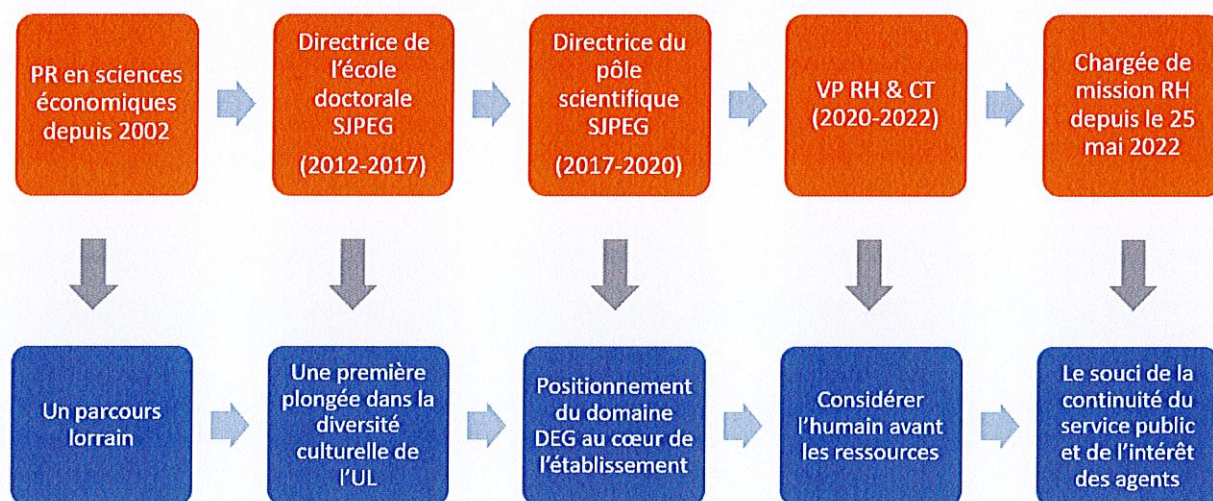 PR en sciences
économiques
depuis 2002
Directrice de
l'école
doctorale
SJPEG
(2012-2017)
Directrice du
pôle
scientifique
SJPEG
(2017-2020)
VP RH & CT
(2020-2022)
Chargée de
mission RH
depuis le 25
mai 2022
Un parcours
lorrain
Une première
plongée dans la
diversité
culturelle de
l'UL
Positionnement
du domaine
DEG au cœur de
l'établissement
Considérer
l'humain avant
les ressources
Le souci de la
continuité du
service public
et de l'intérêt
des agents